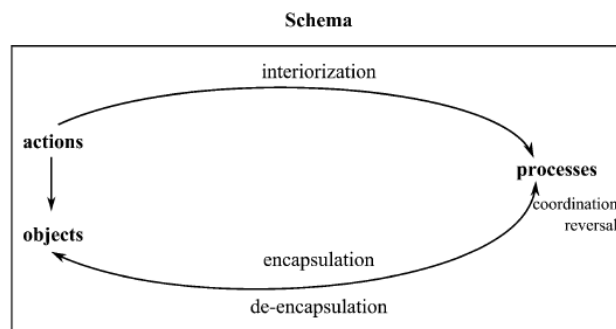 Schema
interiorization
actions
processes
coordination
reversal
objects
encapsulation
de-encapsulation